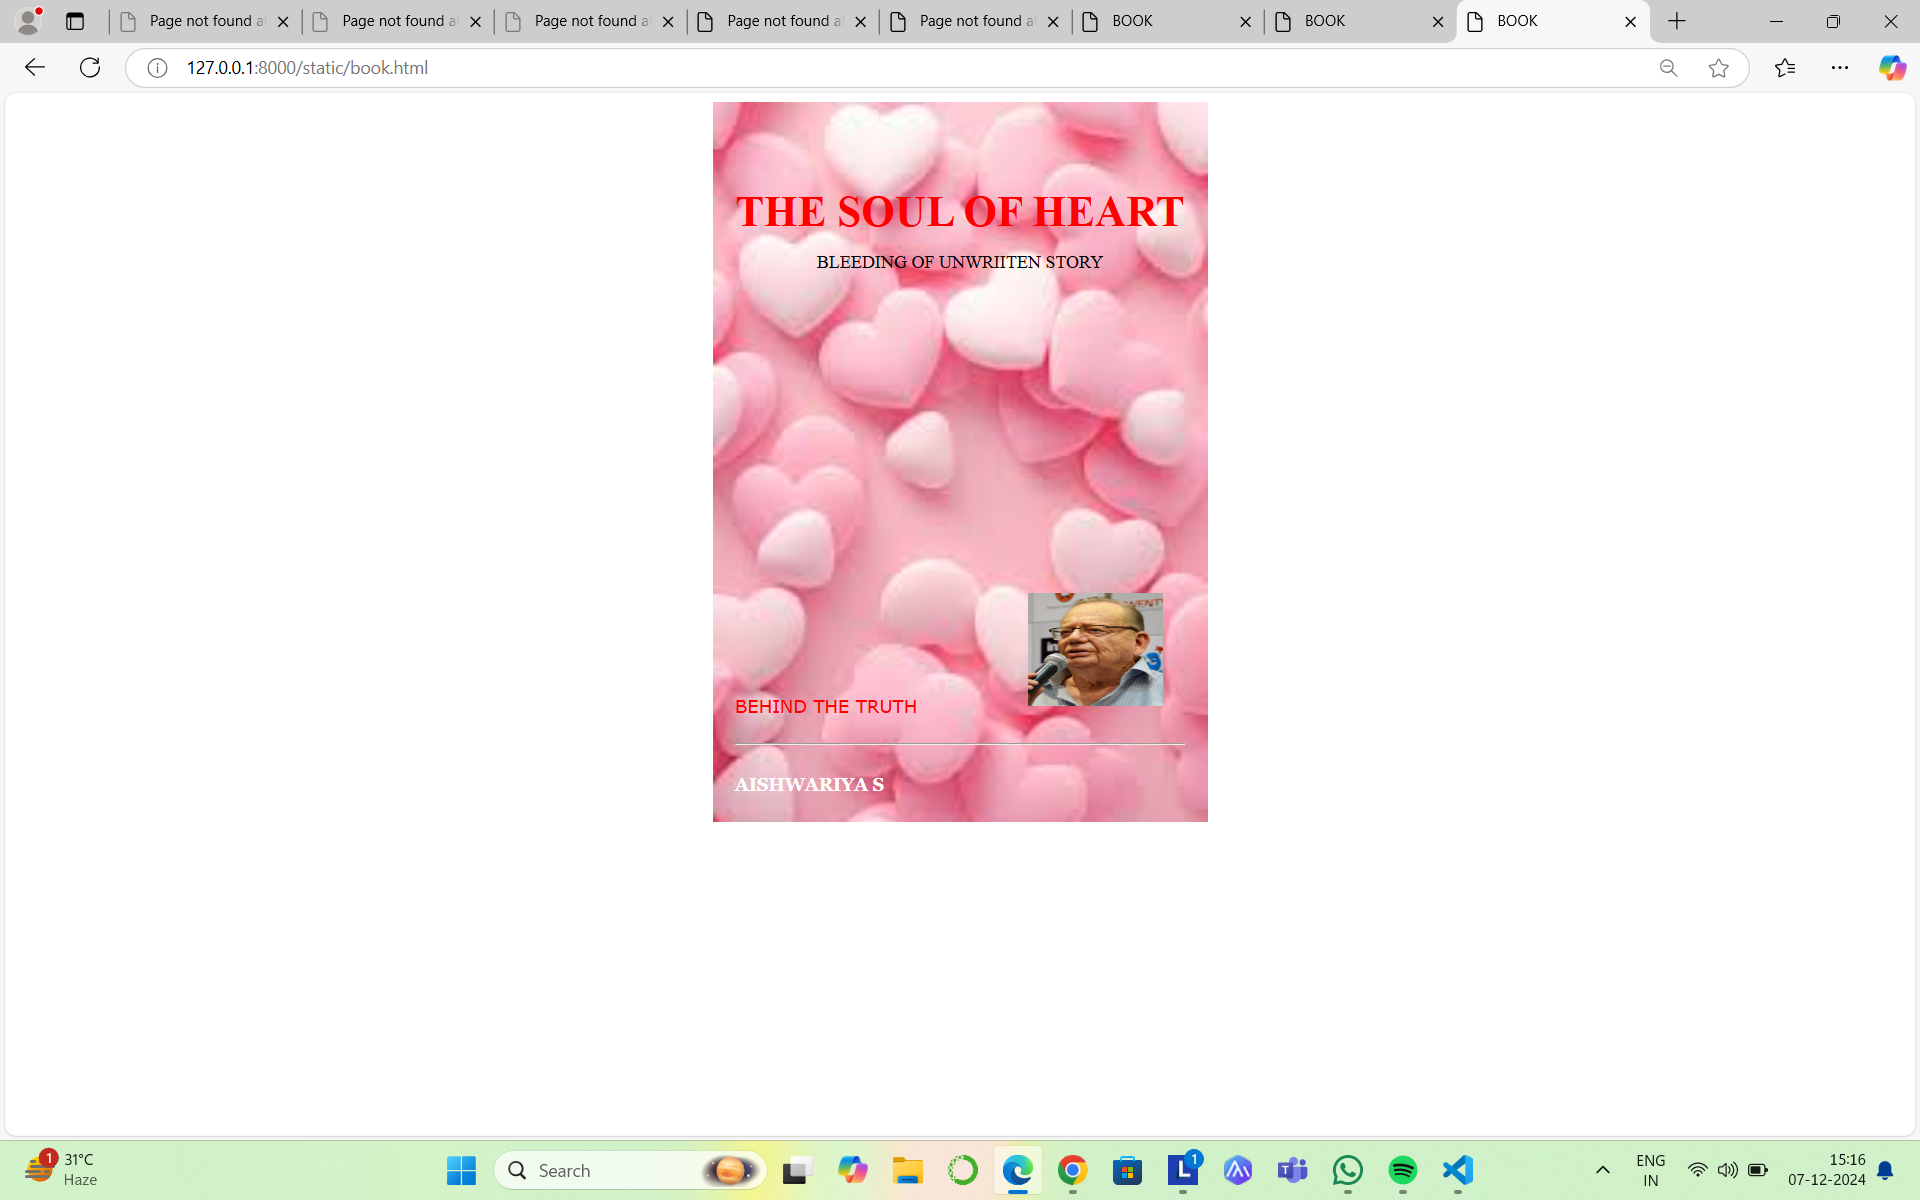 Page not found a
Page not found a
Page not found a
Page not found a
Page not found a
BOOK
BOOK
BOOK
127.0.0.1:8000/static/book.html
THE SOUL OF HEART
BLEEDING OF UNWRIITEN STORY
BEHIND THE TRUTH
AISHWARIYA S
1
31°C
Haze
Search
1
ENG
IN
15:16
07-12-2024